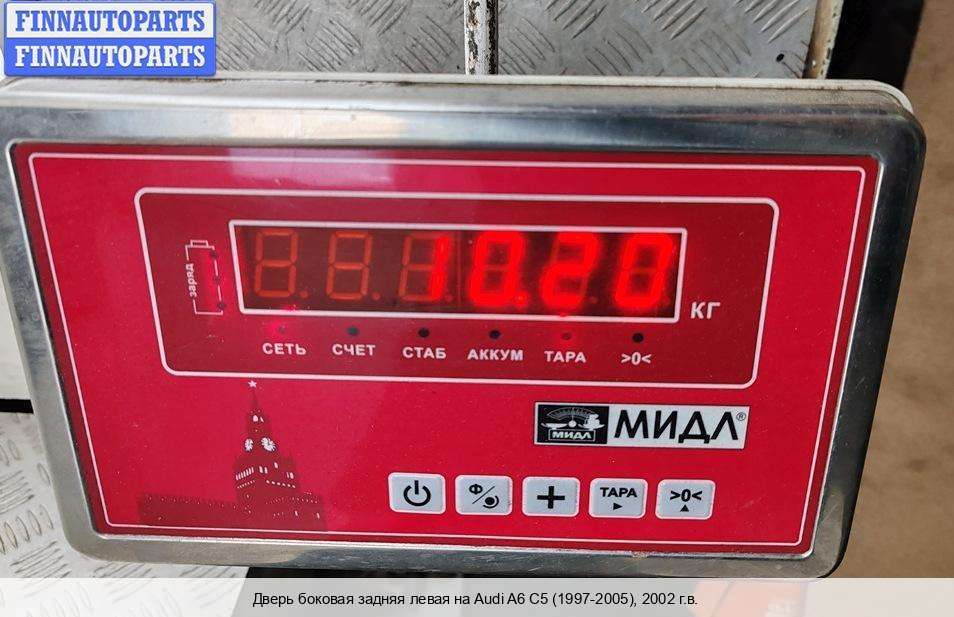 FINNAUTOPARTS
FINNAUTOPARTS
заряд
10.20
КГ
СЕТЬ СЧЕТ СТАБ АККУМ ТАРА >0<
МИДЛ МИДЛ®
Ф
ТАРА >0<
Дверь боковая задняя левая на Audi A6 C5 (1997-2005), 2002 г.в.